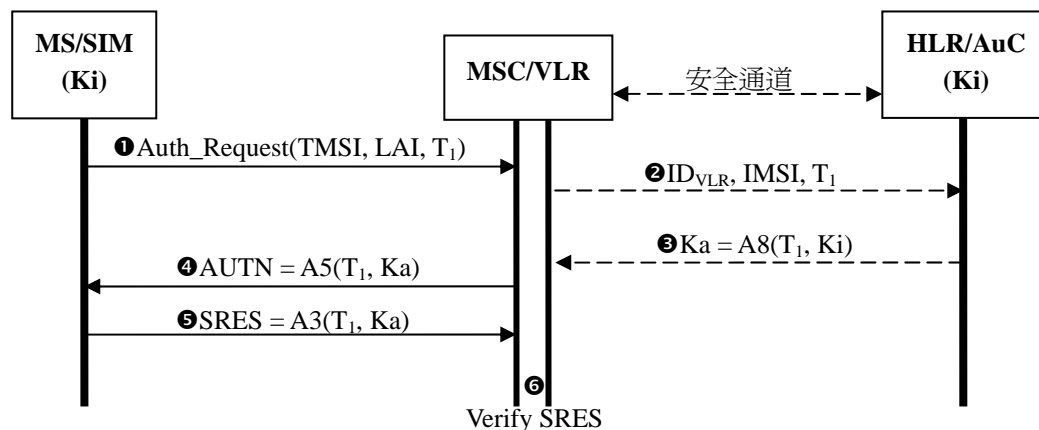 MS/SIM
(Ki)
MSC/VLR
HLR/AuC
(Ki)
安全通道
❶Auth_Request(TMSI, LAI, T₁)
❷ID_VLR, IMSI, T₁
❸Ka = A8(T₁, Ki)
❹AUTN = A5(T₁, Ka)
❺SRES = A3(T₁, Ka)
❻
Verify SRES